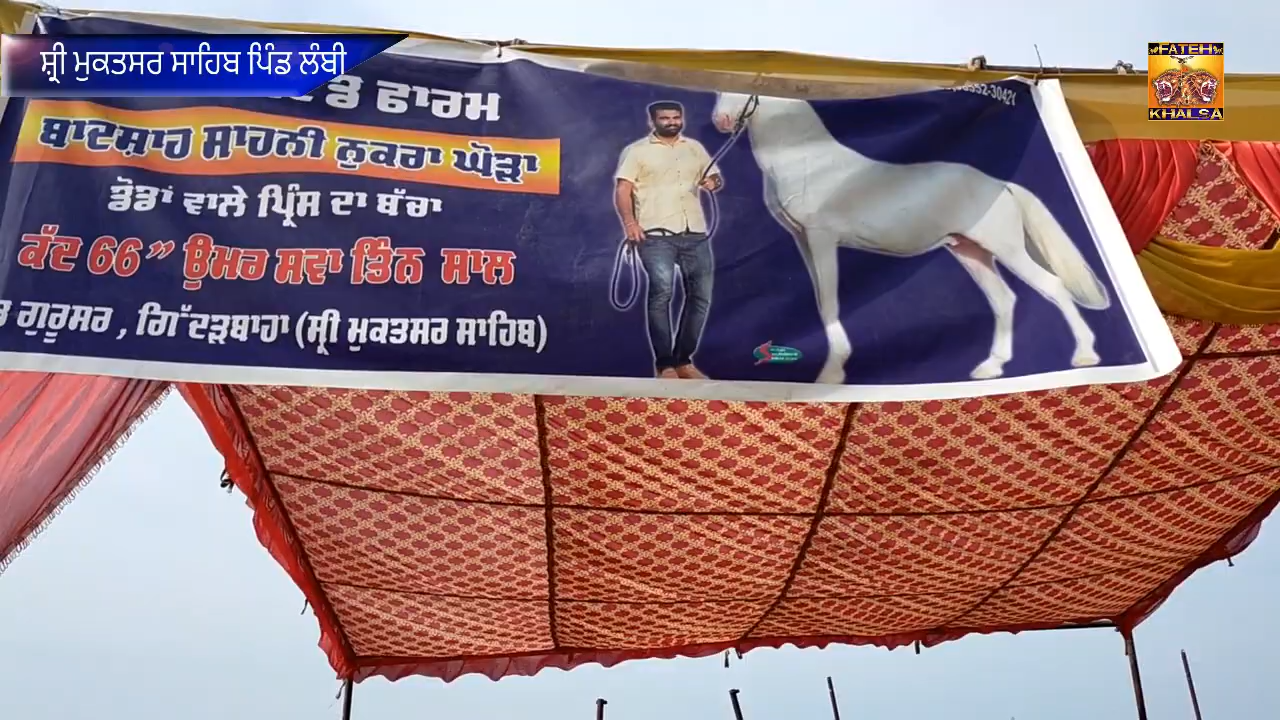 ਸ਼੍ਰੀ ਮੁਕਤਸਰ ਸਾਹਿਬ ਪਿੰਡ ਲੰਬੀ
FATEH
KHALSA
ਫਾਰਮ
ਬਾਦਸ਼ਾਹ ਸਾਹਨੀ ਨੁਕਰਾ ਘੋੜਾ
ਡੋਡਾਂ ਵਾਲੇ ਪ੍ਰਿੰਸ ਦਾ ਬੱਚਾ
ਕੱਦ 66” ਉਮਰ ਸਵਾ ਤਿੰਨ ਸਾਲ
ਗੁਰੂਸਰ , ਗਿੱਦੜਬਾਹਾ (ਸ਼੍ਰੀ ਮੁਕਤਸਰ ਸਾਹਿਬ)